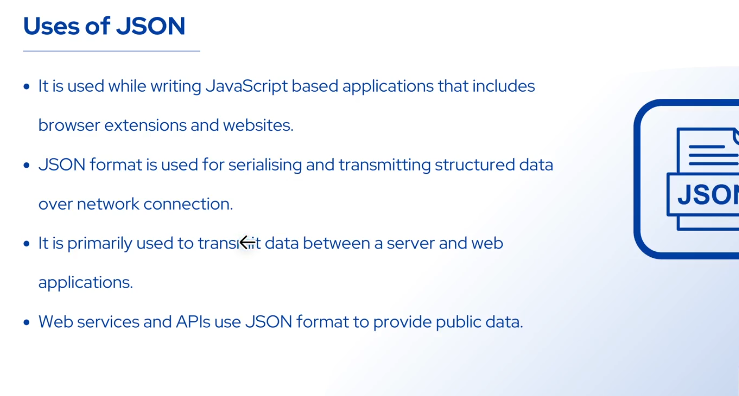 Uses of JSON
• It is used while writing JavaScript based applications that includes
browser extensions and websites.
• JSON format is used for serialising and transmitting structured data
over network connection.
• It is primarily used to transmit data between a server and web
applications.
• Web services and APIs use JSON format to provide public data.
JSON